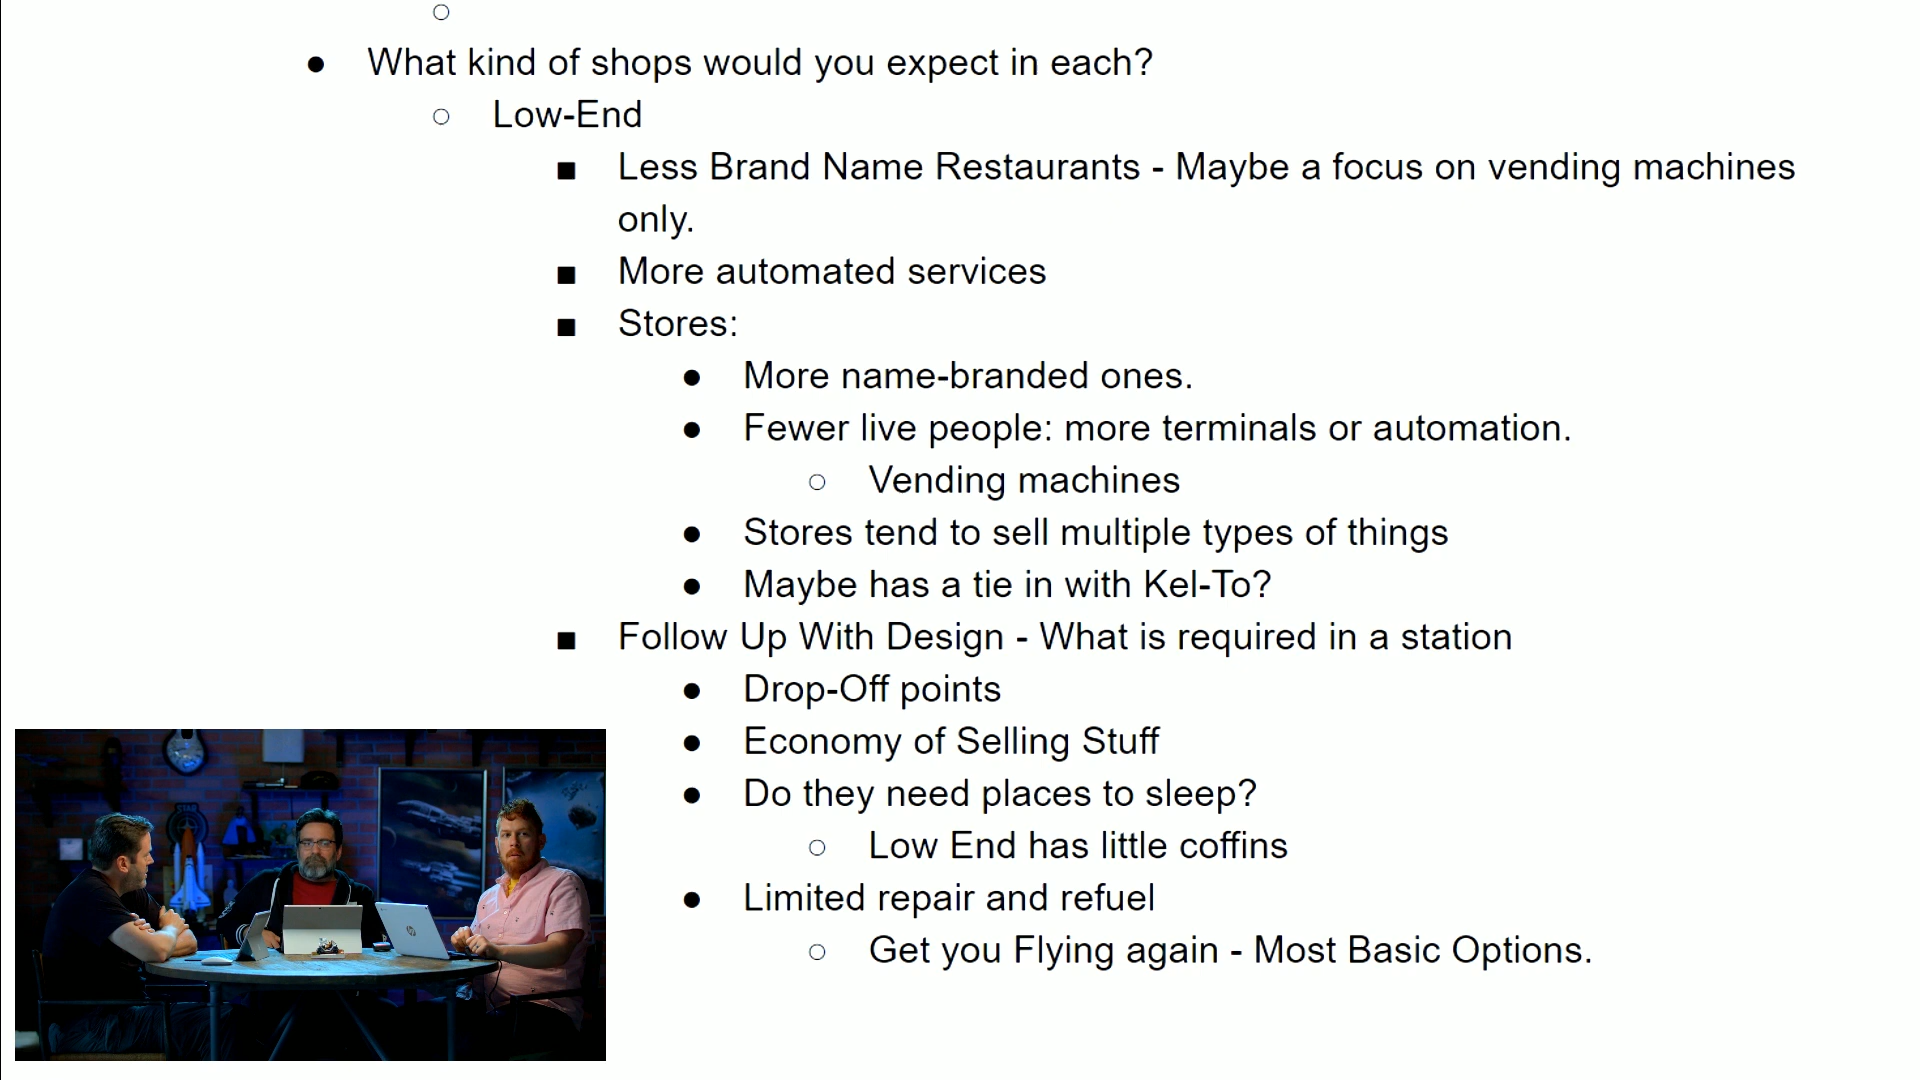 What kind of shops would you expect in each?
Low-End
Less Brand Name Restaurants - Maybe a focus on vending machines
only.
More automated services
Stores:
More name-branded ones.
Fewer live people: more terminals or automation.
Vending machines
Stores tend to sell multiple types of things
Maybe has a tie in with Kel-To?
Follow Up With Design - What is required in a station
Drop-Off points
Economy of Selling Stuff
Do they need places to sleep?
Low End has little coffins
Limited repair and refuel
Get you Flying again - Most Basic Options.
STAR
hp